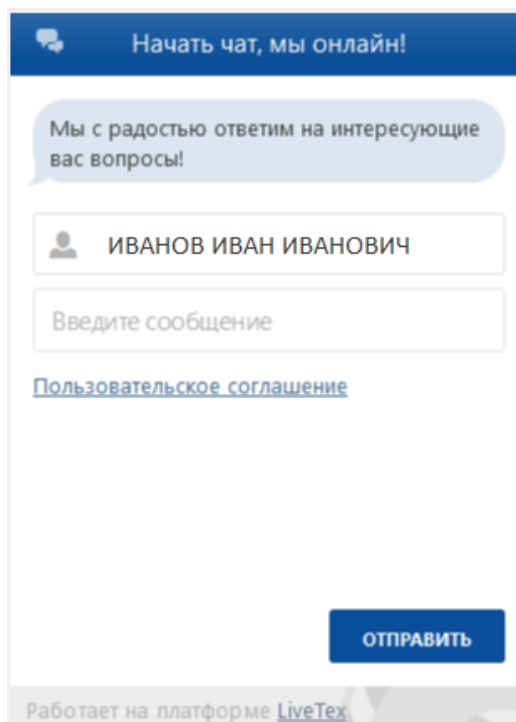 Начать чат, мы онлайн!
Мы с радостью ответим на интересующие
вас вопросы!
ИВАНОВ ИВАН ИВАНОВИЧ
Введите сообщение
Пользовательское соглашение
ОТПРАВИТЬ
Работает на платформе LiveTex